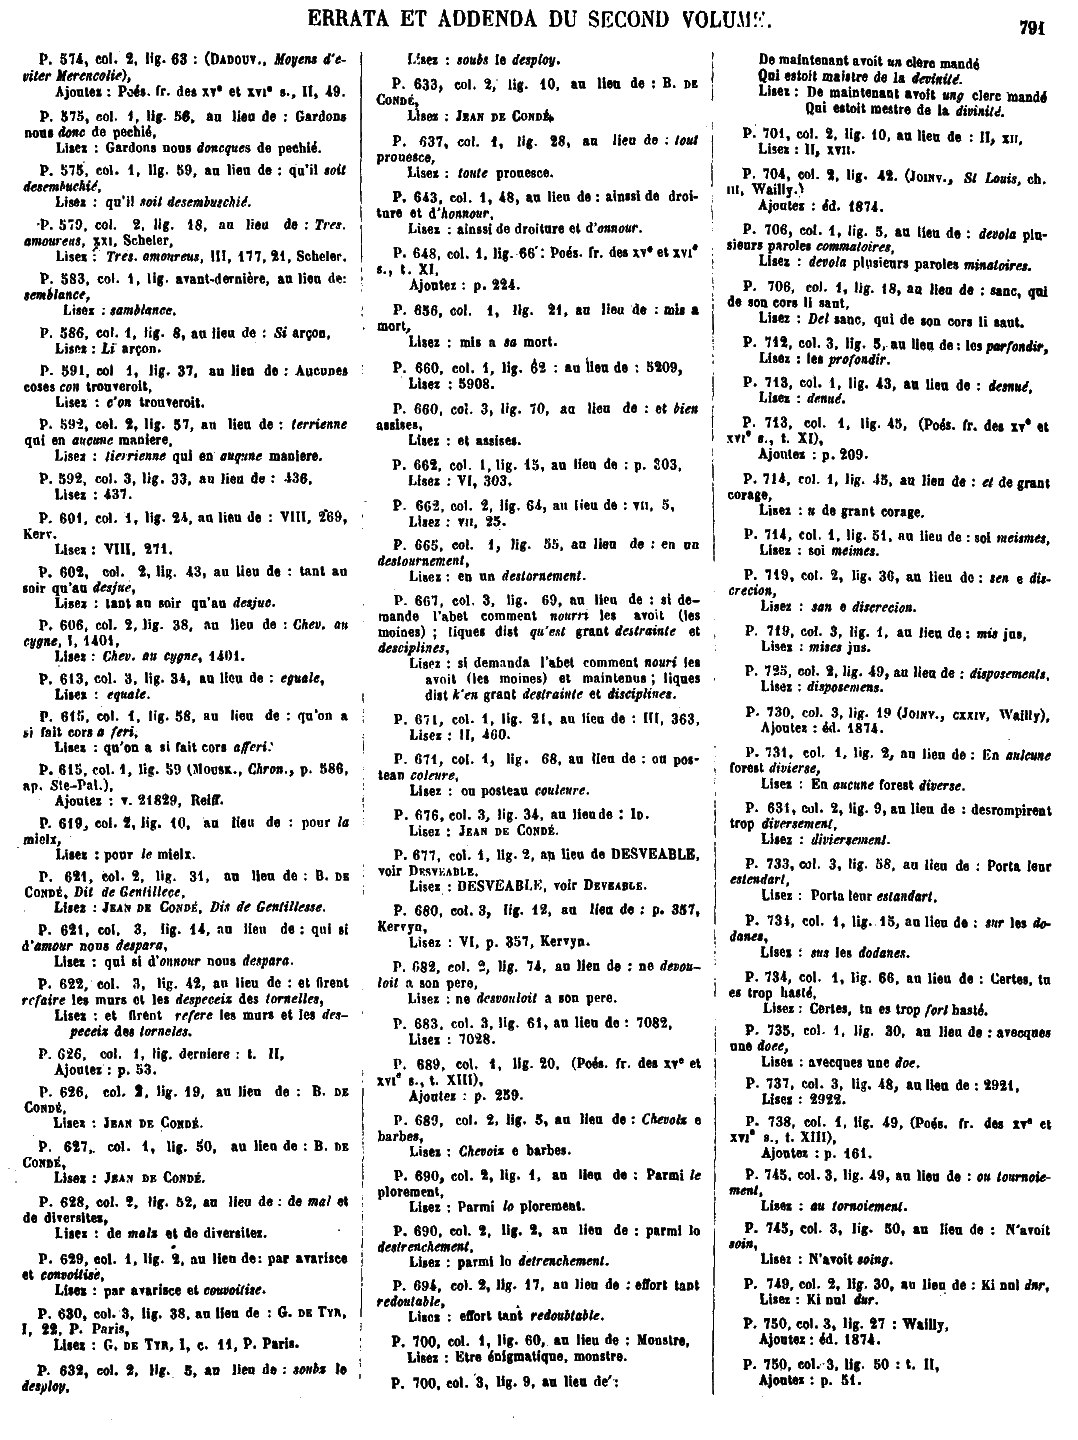 ERRATA ET ADDENDA DU SECOND VOLUME.
791
P. 574, col. 2, lig. 63 : (DADOUV., Moyens d'e-
viter Merencolie),
Ajoutez : Poés. fr. des XVe et XVIe s., II, 49.
P. 575, col. 1, lig. 56, au lieu de : Gardons
nous donc de pechié,
Lisez : Gardons nous doncques de pechié.
P. 575, col. 1, lig. 59, au lieu de : qu'il soit
desembuchié,
Lisez : qu'il soit desembuschié.
P. 579, col. 2, lig. 18, au lieu de : Tres.
amoureus, XXI, Scheler,
Lisez : Tres. amoureus, III, 177, 21, Scheler.
P. 583, col. 1, lig. avant-dernière, au lieu de:
semblance,
Lisez : samblance.
P. 586, col. 1, lig. 8, au lieu de : Si arçon,
Lisez : Li arçon.
P. 591, col 1, lig. 37, au lieu de : Aucunes
coses con trouveroit,
Lisez : c'on trouveroit.
P. 592, col. 2, lig. 57, au lieu de : terrienne
qui en aucune maniere,
Lisez : tierrienne qui en auqune maniere.
P. 592, col. 3, lig. 33, au lieu de : 436,
Lisez : 437.
P. 601, col. 1, lig. 24, au lieu de : VIII, 269,
Kerv.
Lisez : VIII, 271.
P. 602, col. 2, lig. 43, au lieu de : tant au
soir qu'au desjue,
Lisez : tant au soir qu'au desjuc.
P. 606, col. 2, lig. 38, au lieu de : Chev. au
cygne, I, 1401,
Lisez : Chev. au cygne, 1401.
P. 613, col. 3, lig. 34, au lieu de : eguale,
Lisez : equale.
P. 615, col. 1, lig. 58, au lieu de : qu'on a
si fait cors a feri,
Lisez : qu'on a si fait cors afferi.
P. 615, col. 1, lig. 59 (MOUSK., Chron., p. 586,
ap. Ste-Pal.),
Ajoutez : v. 21829, Reiff.
P. 619, col. 2, lig. 10, au lieu de : pour la
mielx,
Lisez : pour le mielx.
P. 621, col. 2, lig. 31, au lieu de : B. DE
CONDÉ, Dit de Gentillece,
Lisez : JEAN DE CONDÉ, Dis de Gentillesse.
P. 621, col. 3, lig. 14, au lieu de : qui si
d'amour nous despara,
Lisez : qui si d'onnour nous despara.
P. 622, col. 3, lig. 42, au lieu de : et firent
refaire les murs et les despeceix des tornelles,
Lisez : et firent refere les murs et les des-
peceix des torneles.
P. 626, col. 1, lig. derniere : t. II,
Ajoutez : p. 53.
P. 626, col. 2, lig. 19, au lieu de : B. DE
CONDÉ,
Lisez : JEAN DE CONDÉ.
P. 627, col. 1, lig. 50, au lieu de : B. DE
CONDÉ,
Lisez : JEAN DE CONDÉ.
P. 628, col. 2, lig. 52, au lieu de : de mal et
de diversitez,
Lisez : de mals et de diversitez.
P. 629, col. 1, lig. 2, au lieu de: par avarisce
et convoitise,
Lisez : par avarisce et couvoitise.
P. 630, col. 3, lig. 38, au lieu de : G. DE TYR,
I, 22, P. Paris,
Lisez : G. DE TYR, I, c. 11, P. Paris.
P. 632, col. 2, lig. 5, au lieu de : soubz le
desploy,
Lisez : soubs le desploy.
P. 633, col. 2, lig. 10, au lieu de : B. DE
CONDÉ,
Lisez : JEAN DE CONDÉ.
P. 637, col. 1, lig. 28, au lieu de : tout
prouesce,
Lisez : toute prouesce.
P. 643, col. 1, 48, au lieu de : ainssi de droi-
ture et d'honnour,
Lisez : ainssi de droiture et d'onnour.
P. 648, col. 1, lig. 66 : Poés. fr. des XVe et XVIe
s., t. XI,
Ajoutez : p. 224.
P. 656, col. 1, lig. 21, au lieu de : mis a
mort,
Lisez : mis a sa mort.
P. 660, col. 1, lig. 62 : au lieu de : 5209,
Lisez : 5908.
P. 660, col. 3, lig. 70, au lieu de : et bien
assises,
Lisez : et assises.
P. 662, col. 1, lig. 15, au lieu de : p. 303,
Lisez : VI, 303.
P. 662, col. 2, lig. 64, au lieu de : VII, 5,
Lisez : VII, 25.
P. 665, col. 1, lig. 55, au lieu de : en un
destournement,
Lisez : en un destornement.
P. 667, col. 3, lig. 69, au lieu de : si de-
mande l'abet comment nourri les avoit (les
moines) ; liques dist qu'est grant destrainte et
desciplines,
Lisez : si demanda l'abet comment nouri les
avoit (les moines) et maintenus ; liques
dist k'en grant destrainte et disciplines.
P. 671, col. 1, lig. 21, au lieu de : III, 363,
Lisez : II, 460.
P. 671, col. 1, lig. 68, au lieu de : ou pos-
teau coleure,
Lisez : ou posteau couleure.
P. 676, col. 3, lig. 34, au lieu de : ID.
Lisez : JEAN DE CONDÉ.
P. 677, col. 1, lig. 2, au lieu de DESVEABLE,
voir DESVEABLE.
Lisez : DESVEABLE, voir DEVEABLE.
P. 680, col. 3, lig. 12, au lieu de : p. 357,
Kervyn,
Lisez : VI, p. 357, Kervyn.
P. 682, col. 2, lig. 74, au lieu de : ne devou-
loit a son pere,
Lisez : ne desvouloit a son pere.
P. 683, col. 3, lig. 61, au lieu de : 7082,
Lisez : 7028.
P. 689, col. 1, lig. 20, (Poés. fr. des XVe et
XVIe s., t. XIII),
Ajoutez : p. 259.
P. 689, col. 2, lig. 5, au lieu de : Chevolx e
barbes,
Lisez : Chevoix e barbes.
P. 690, col. 2, lig. 1, au lieu de : Parmi le
plorement,
Lisez : Parmi lo plorement.
P. 690, col. 2, lig. 2, au lieu de : parmi lo
destrenchement,
Lisez : parmi lo detrenchement.
P. 694, col. 2, lig. 17, au lieu de : effort tant
redoutable,
Lisez : effort tant redoubtable.
P. 700, col. 1, lig. 60, au lieu de : Monstre,
Lisez : Etre énigmatique, monstre.
P. 700, col. 3, lig. 9, au lieu de :
De maintenant avoit un clerc mandé
Qui estoit maistre de la devinité.
Lisez : De maintenant avoit ung clerc mandé
Qui estoit mestre de la divinité.
P. 701, col. 2, lig. 10, au lieu de : II, XII,
Lisez : II, XVII.
P. 704, col. 2, lig. 42. (JOINV., St Louis, ch.
III, Wailly.)
Ajoutez : éd. 1874.
P. 706, col. 1, lig. 5, au lieu de : devola plu-
sieurs paroles commatoires,
Lisez : devola plusieurs paroles minatoires.
P. 706, col. 1, lig. 18, au lieu de : sanc, qui
de son cors li saut,
Lisez : Del sanc, qui de son cors li saut.
P. 712, col. 3, lig. 5, au lieu de : les parfondir,
Lisez : les profondir.
P. 713, col. 1, lig. 43, au lieu de : desnué,
Lisez : denué.
P. 713, col. 1, lig. 45, (Poés. fr. des XVe et
XVIe s., t. XI),
Ajoutez : p. 209.
P. 714, col. 1, lig. 45, au lieu de : et de grant
corage,
Lisez : n de grant corage.
P. 714, col. 1, lig. 51, au lieu de : soi meismes,
Lisez : soi meimes.
P. 719, col. 2, lig. 36, au lieu de : sen e dis-
crecion,
Lisez : san e discrecion.
P. 719, col. 3, lig. 1, au lieu de : mis jus,
Lisez : mises jus.
P. 725, col. 2, lig. 49, au lieu de : disposements,
Lisez : disposemens.
P. 730, col. 3, lig. 19 (JOINV., CXXIV, Wailly),
Ajoutez : éd. 1874.
P. 731, col. 1, lig. 2, au lieu de : En aulcune
forest divierse,
Lisez : En aucune forest diverse.
P. 631, col. 2, lig. 9, au lieu de : desrompirent
trop diversement,
Lisez : diviersement.
P. 733, col. 3, lig. 58, au lieu de : Porta leur
estendart,
Lisez : Porta leur estandart.
P. 734, col. 1, lig. 15, au lieu de : sur les do-
danes,
Lisez : sus les dodanes.
P. 734, col. 1, lig. 66, au lieu de : Certes, tu
es trop hasté,
Lisez : Certes, tu es trop fort hasté.
P. 735, col. 1, lig. 30, au lieu de : avecques
une doee,
Lisez : avecques une doe.
P. 737, col. 3, lig. 48, au lieu de : 2921,
Lisez : 2922.
P. 738, col. 1, lig. 49, (Poés. fr. des XVe et
XVIe s., t. XIII),
Ajoutez : p. 161.
P. 745, col. 3, lig. 49, au lieu de : ou tournoie-
ment,
Lisez : au tornoiement.
P. 745, col. 3, lig. 50, au lieu de : N'avoit
soin,
Lisez : N'avoit soing.
P. 749, col. 2, lig. 30, au lieu de : Ki nul dur,
Lisez : Ki nul dur.
P. 750, col. 3, lig. 27 : Wailly,
Ajoutez : éd. 1874.
P. 750, col. 3, lig. 50 : t. II,
Ajoutez : p. 51.